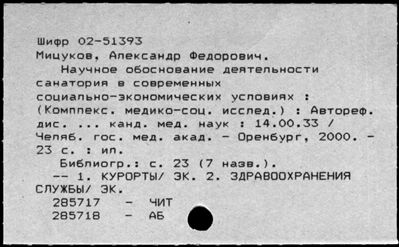 Шифр 02-51393
Мицуков, Александр Федорович.
Научное обоснование деятельности
санатория в современных
социально-экономических условиях :
(Комплекс. медико-соц. исслед.) : Автореф.
дис. ... канд. мед. наук : 14.00.33 /
Челяб. гос. мед. акад. - Оренбург, 2000. -
23 с. : ил.
Библиогр.: с. 23 (7 назв.).
-- 1. КУРОРТЫ/ ЭК. 2. ЗДРАВООХРАНЕНИЯ
СЛУЖБЫ/ ЭК.
285717 - ЧИТ
285718 - АБ